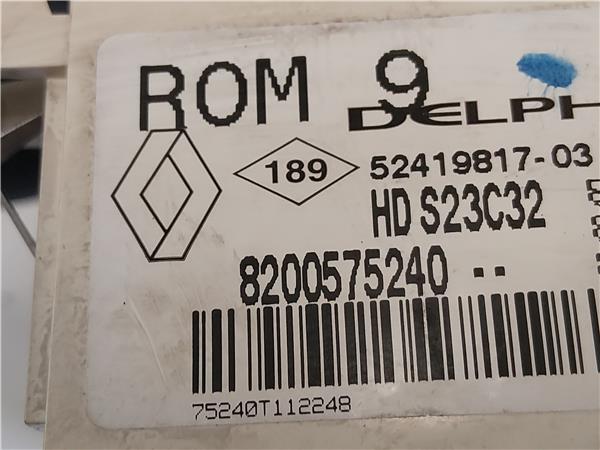 ROM 9
DELPH
189 52419817-03
HD S23C32
8200575240 --
75240T112248